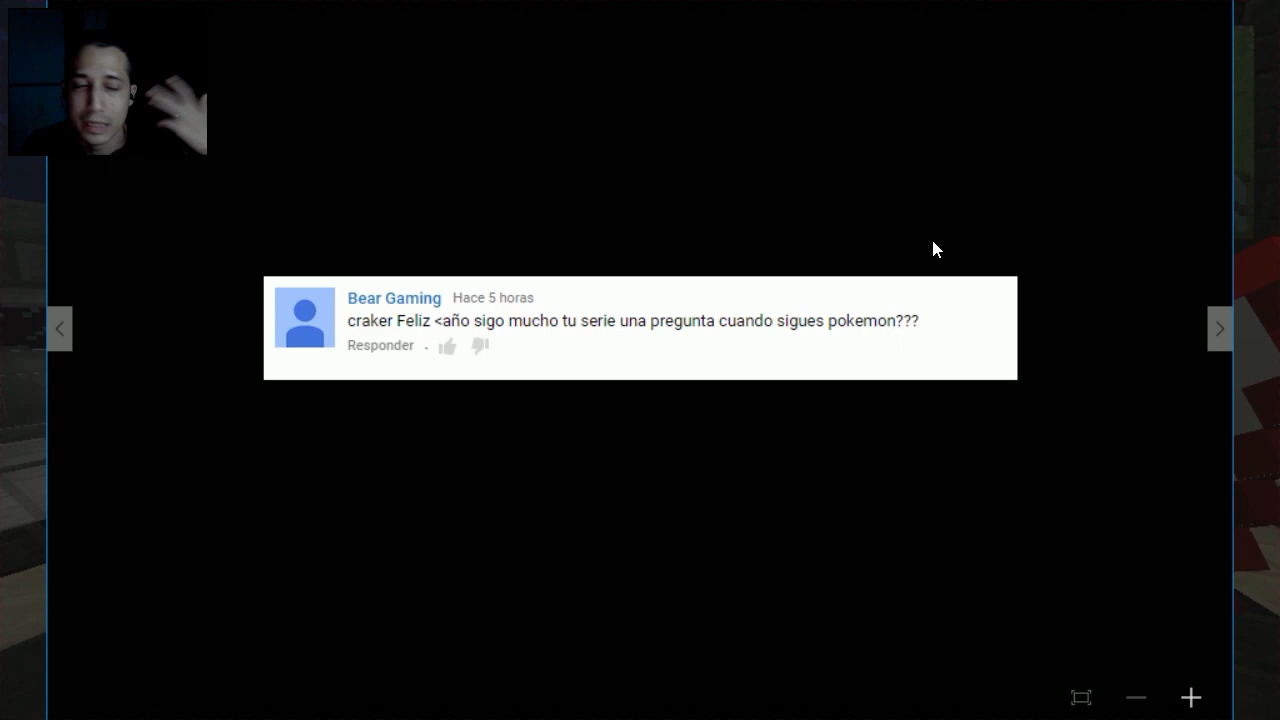 Bear Gaming Hace 5 horas
craker Feliz <año sigo mucho tu serie una pregunta cuando sigues pokemon???
Responder .